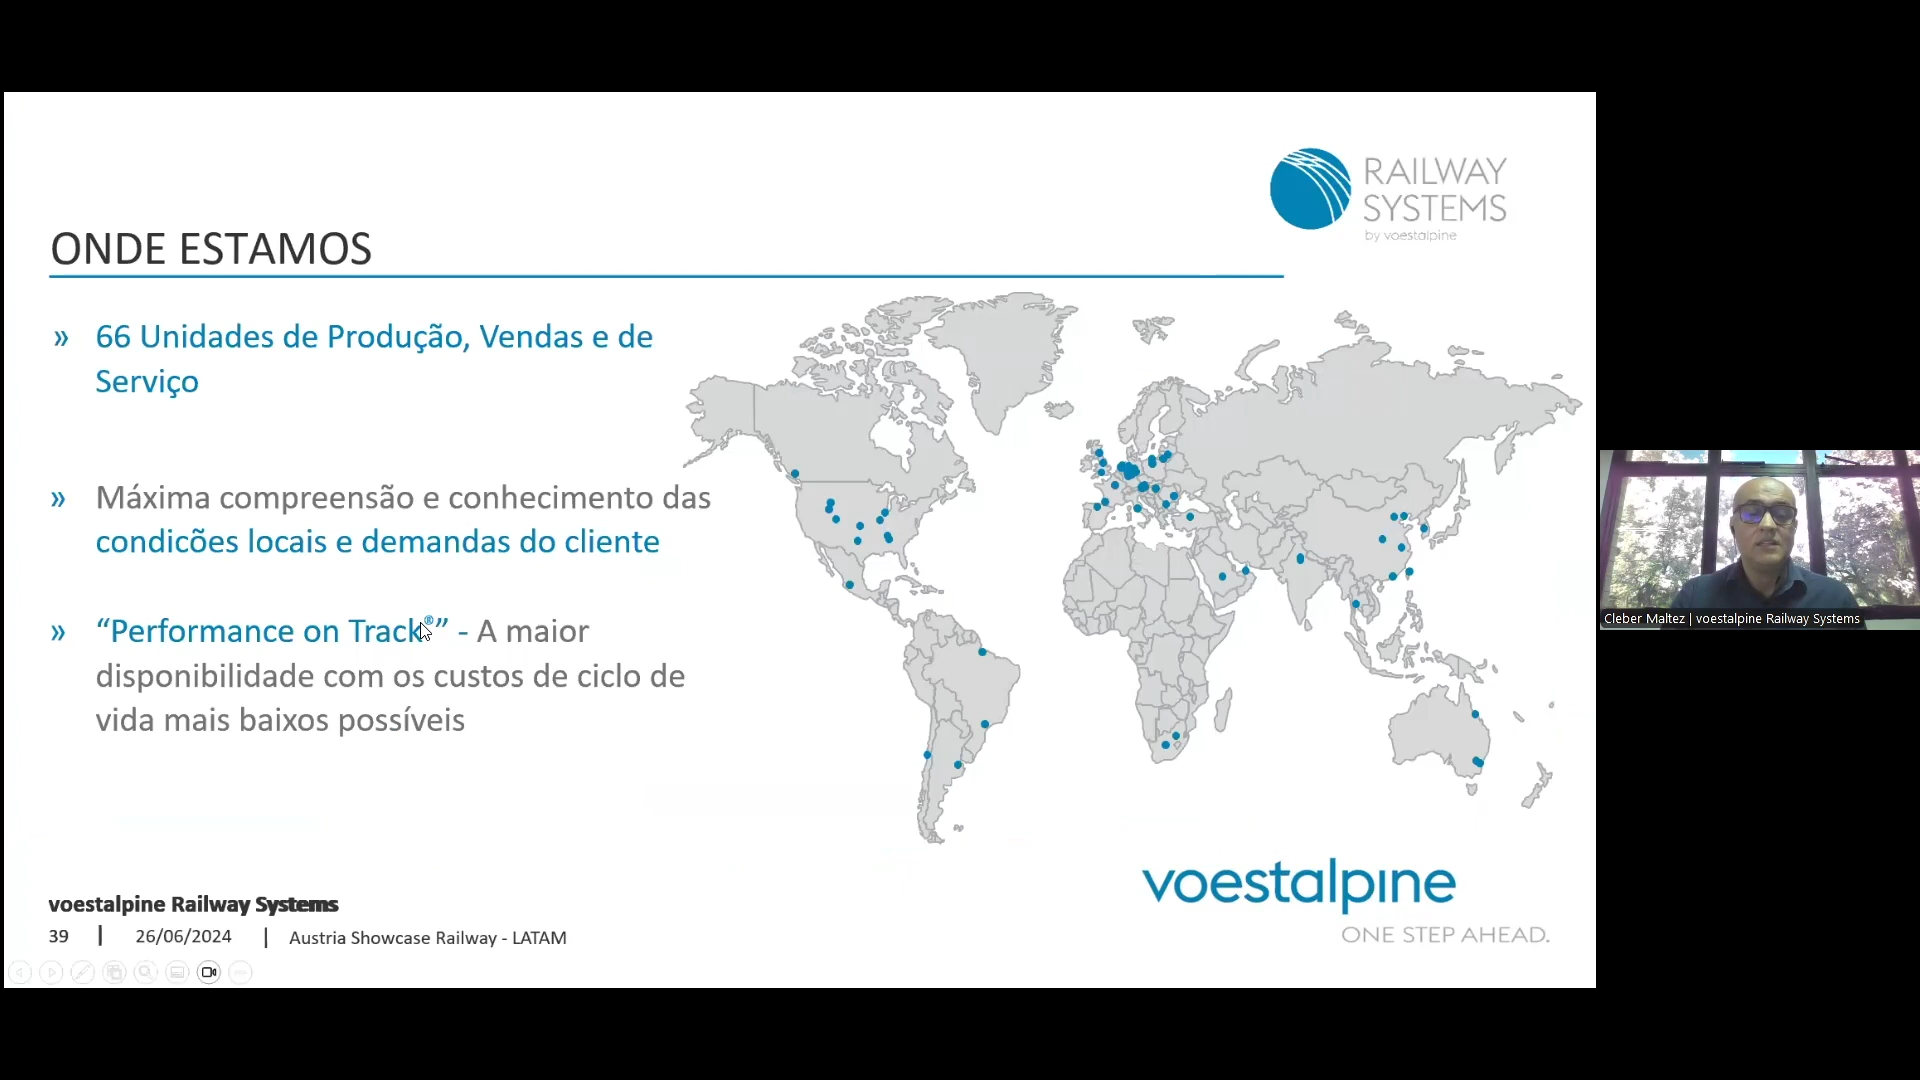 RAILWAY
SYSTEMS
by voestalpine
ONDE ESTAMOS
» 66 Unidades de Produção, Vendas e de
Serviço
» Máxima compreensão e conhecimento das
condicões locais e demandas do cliente
» “Performance on Track®” - A maior
disponibilidade com os custos de ciclo de
vida mais baixos possíveis
Cleber Maltez | voestalpine Railway Systems
voestalpine
ONE STEP AHEAD.
voestalpine Railway Systems
39 | 26/06/2024 | Austria Showcase Railway - LATAM